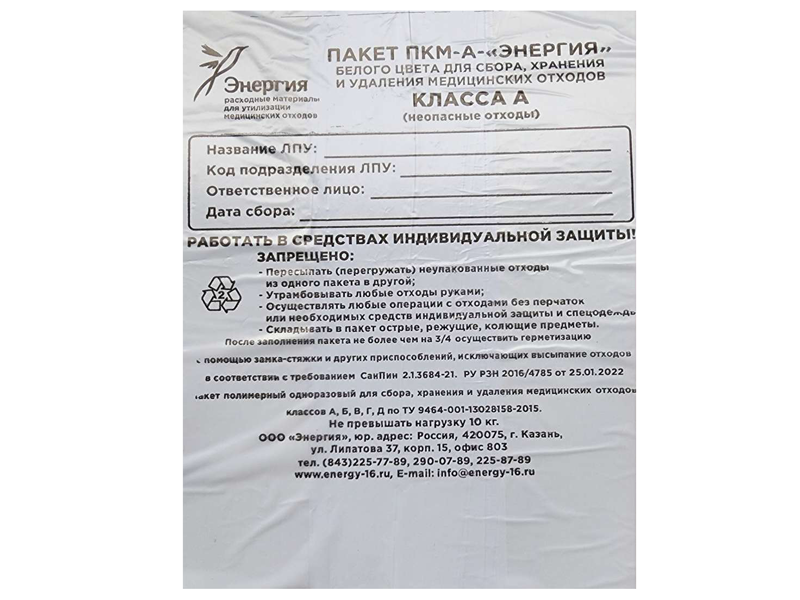 Энергия
расходные материалы
для утилизации
медицинских отходов
ПАКЕТ ПКМ-А-«ЭНЕРГИЯ»
БЕЛОГО ЦВЕТА ДЛЯ СБОРА, ХРАНЕНИЯ
И УДАЛЕНИЯ МЕДИЦИНСКИХ ОТХОДОВ
КЛАССА А
(неопасные отходы)
Название ЛПУ:
Код подразделения ЛПУ:
Ответственное лицо:
Дата сбора:
РАБОТАТЬ В СРЕДСТВАХ ИНДИВИДУАЛЬНОЙ ЗАЩИТЫ!
ЗАПРЕЩЕНО:
- Пересыпать (перегружать) неупакованные отходы
из одного пакета в другой;
- Утрамбовывать любые отходы руками;
- Осуществлять любые операции с отходами без перчаток
или необходимых средств индивидуальной защиты и спецодежды
- Складывать в пакет острые, режущие, колющие предметы.
2
После заполнения пакета не более чем на 3/4 осуществить герметизацию
с помощью замка-стяжки и других приспособлений, исключающих высыпание отходов
в соответствии с требованием СанПин 2.1.3684-21. РУ РЗН 2016/4785 от 25.01.2022
акет полимерный одноразовый для сбора, хранения и удаления медицинских отходов
классов А, Б, В, Г, Д по ТУ 9464-001-13028158-2015.
Не превышать нагрузку 10 кг.
ООО «Энергия», юр. адрес: Россия, 420075, г. Казань,
ул. Липатова 37, корп. 15, офис 803
тел. (843)225-77-89, 290-07-89, 225-87-89
www.energy-16.ru, E-mail: info@energy-16.ru